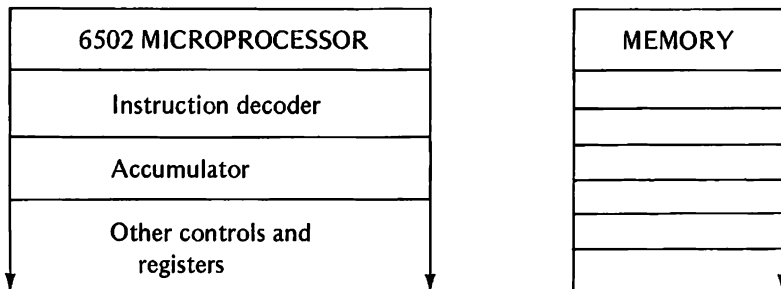 6502 MICROPROCESSOR
Instruction decoder
Accumulator
Other controls and
registers
MEMORY